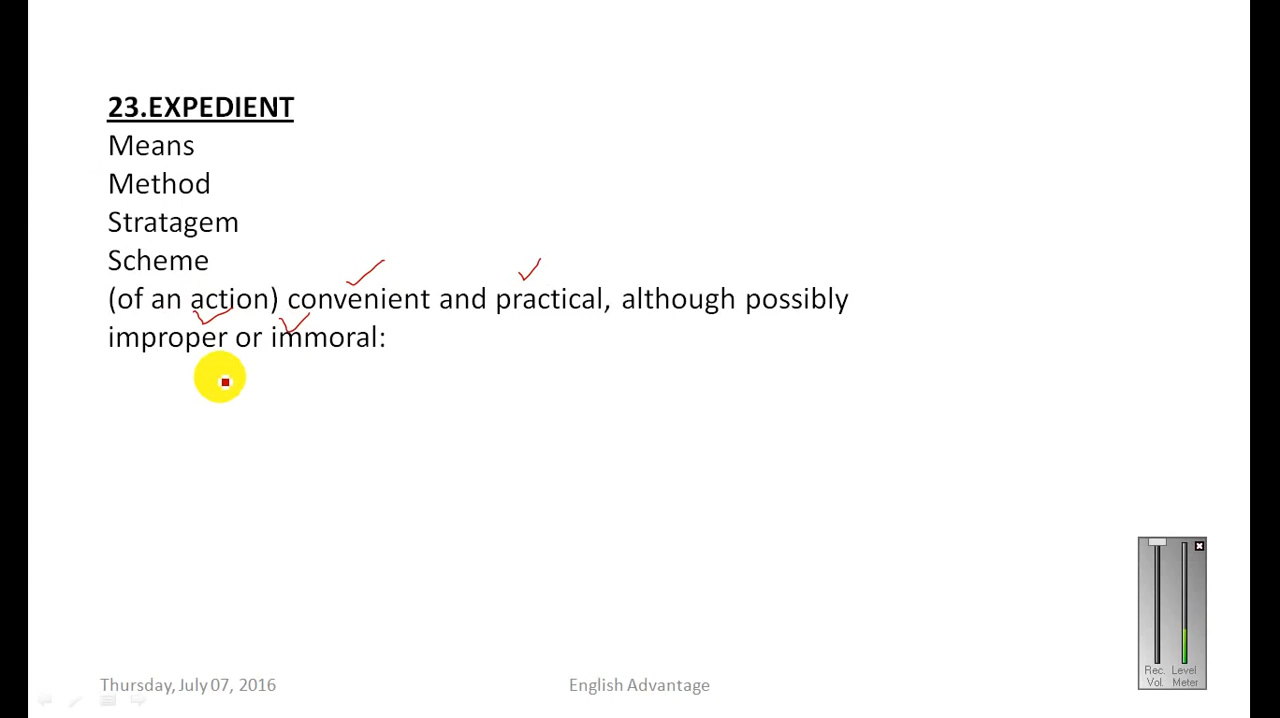 23.EXPEDIENT
Means
Method
Stratagem
Scheme
(of an action) convenient and practical, although possibly
improper or immoral:
Rec. Level
Vol. Meter
Thursday, July 07, 2016 English Advantage